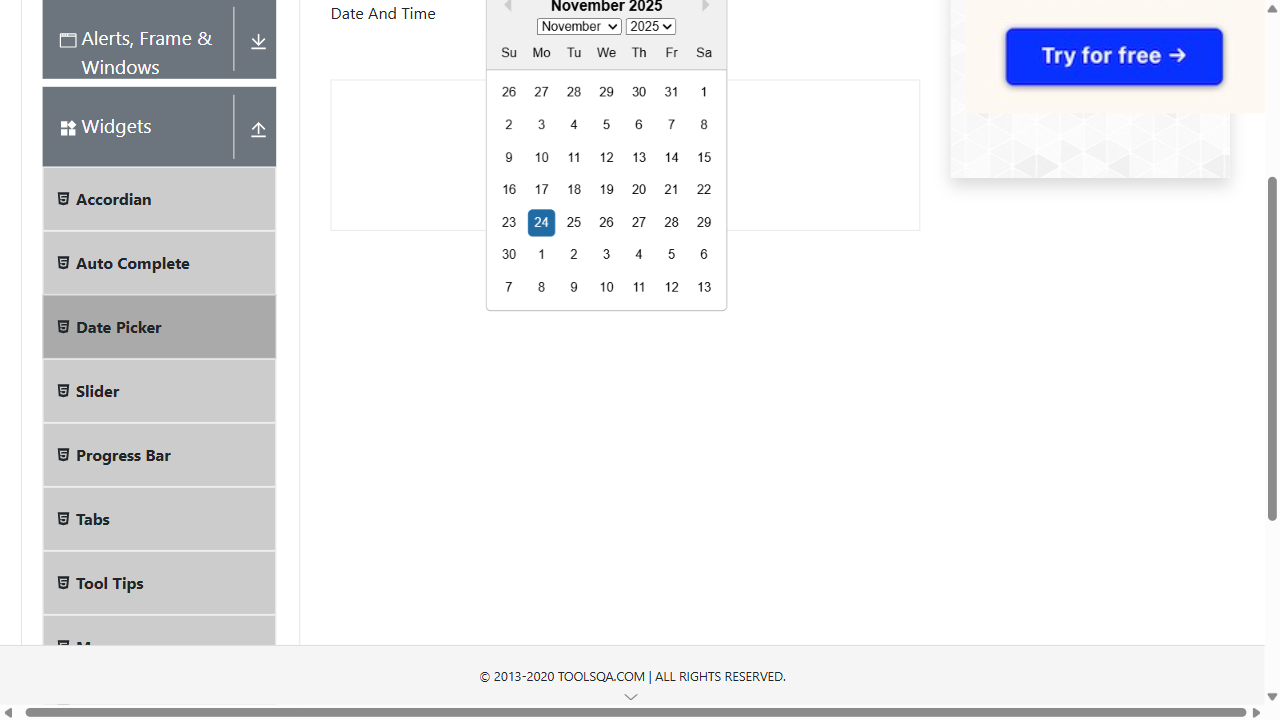 Alerts, Frame &
Windows
Widgets
Accordian
Auto Complete
Date Picker
Slider
Progress Bar
Tabs
Tool Tips
Date And Time
November 2025
November 2025
Su Mo Tu We Th Fr Sa
26 27 28 29 30 31 1
2 3 4 5 6 7 8
9 10 11 12 13 14 15
16 17 18 19 20 21 22
23 24 25 26 27 28 29
30 1 2 3 4 5 6
7 8 9 10 11 12 13
Try for free →
© 2013-2020 TOOLSQA.COM | ALL RIGHTS RESERVED.